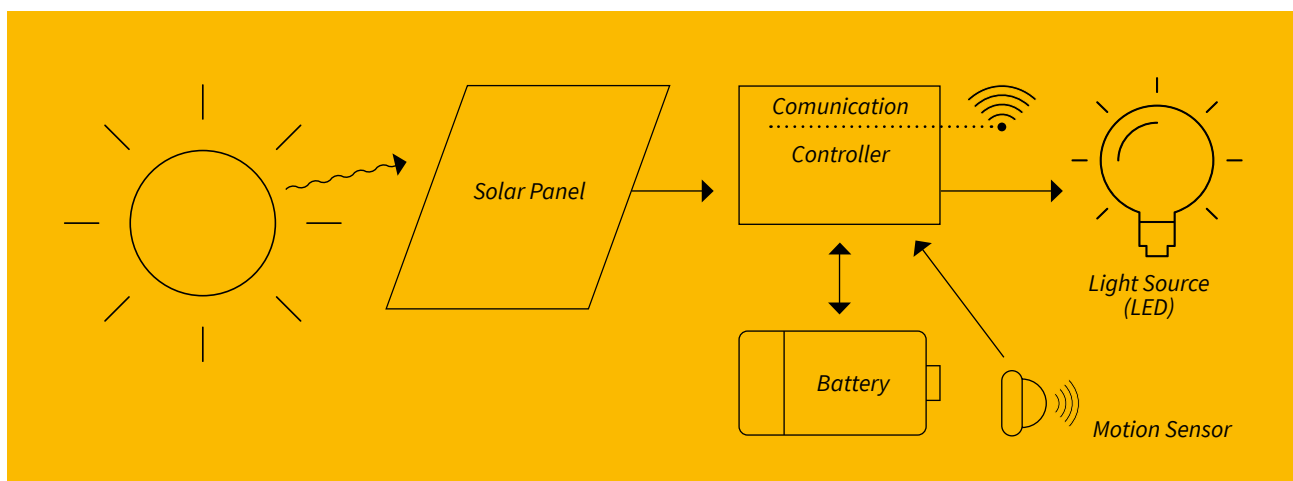 Comunication
Controller
Solar Panel
Light Source
(LED)
Battery
Motion Sensor